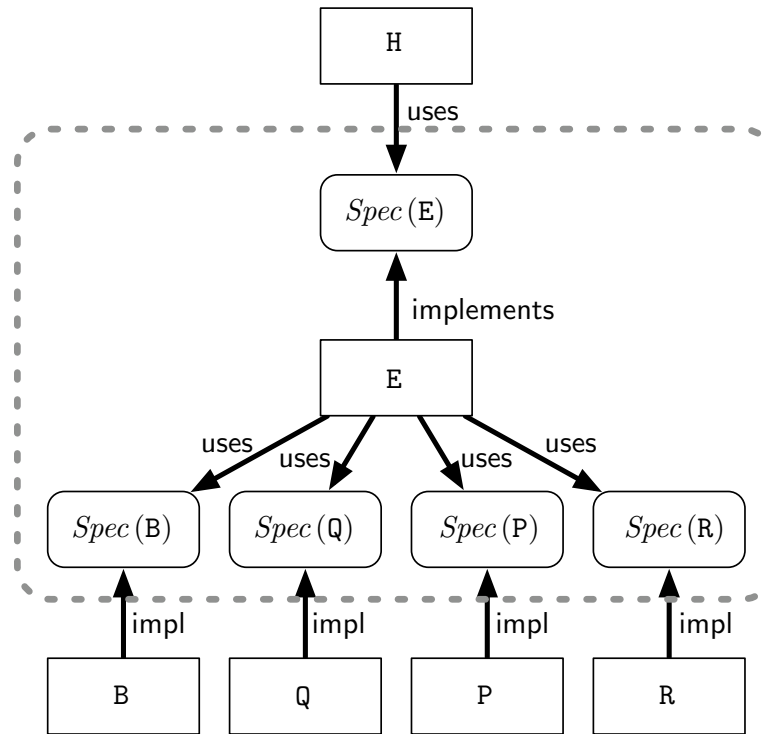 H
uses
Spec(E)
implements
E
uses uses uses uses
Spec(B) Spec(Q) Spec(P) Spec(R)
impl impl impl impl
B Q P R